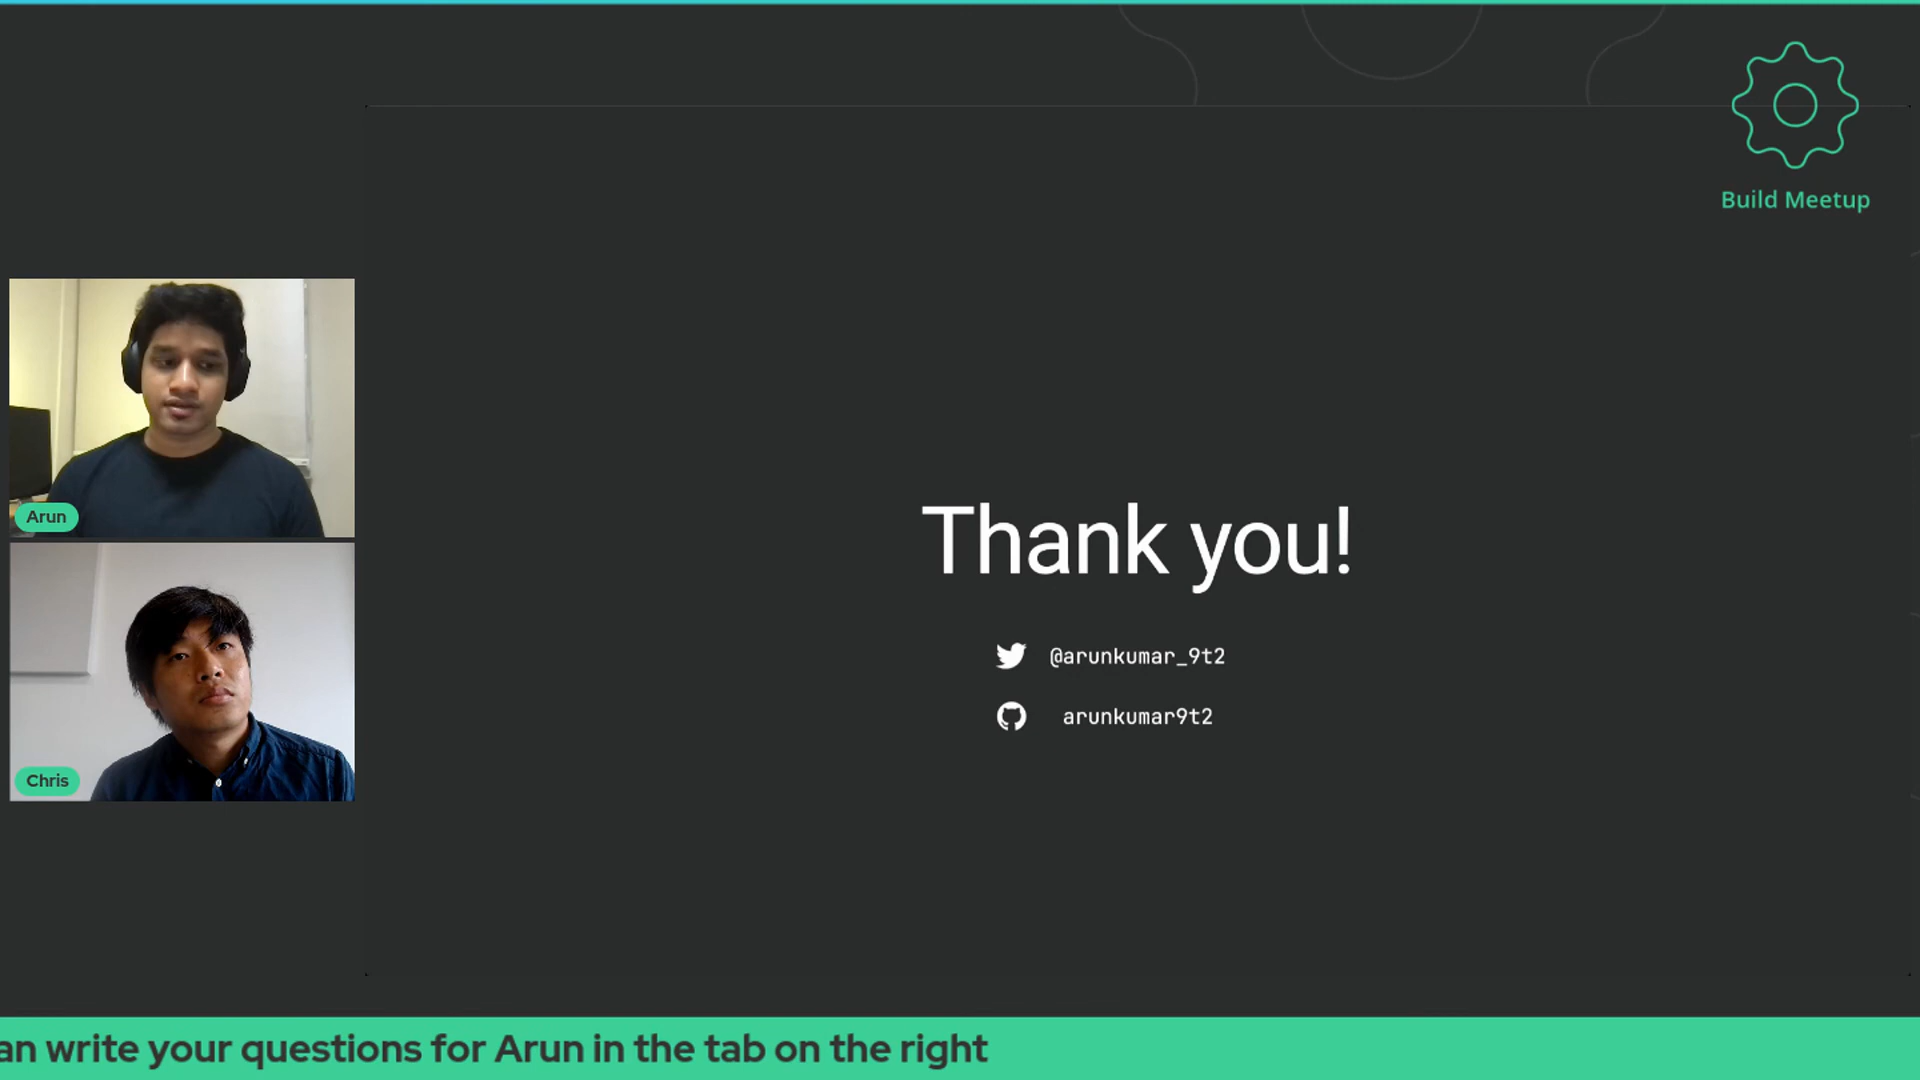 Build Meetup
Arun
Chris
Thank you!
@arunkumar_9t2
arunkumar9t2
an write your questions for Arun in the tab on the right